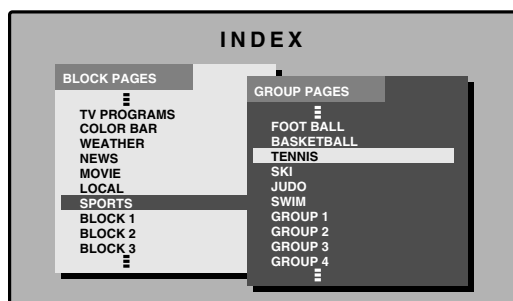 INDEX
BLOCK PAGES
TV PROGRAMS
COLOR BAR
WEATHER
NEWS
MOVIE
LOCAL
SPORTS
BLOCK 1
BLOCK 2
BLOCK 3
GROUP PAGES
FOOT BALL
BASKETBALL
TENNIS
SKI
JUDO
SWIM
GROUP 1
GROUP 2
GROUP 3
GROUP 4